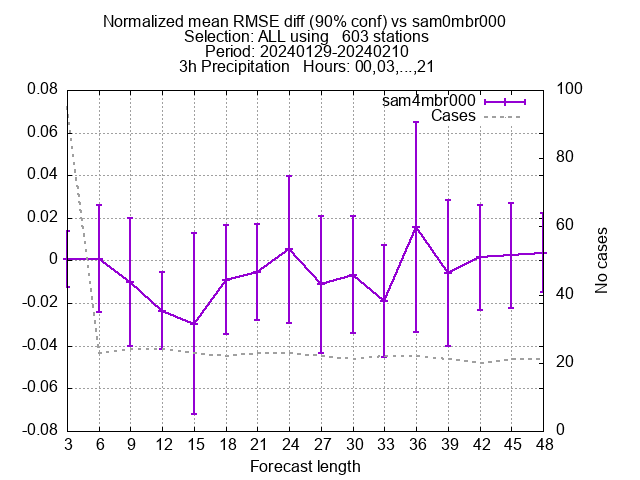 Normalized mean RMSE diff (90% conf) vs sam0mbr000
Selection: ALL using   603 stations
Period: 20240129-20240210
3h Precipitation   Hours: 00,03,...,21
sam4mbr000
Cases
0.08
0.06
0.04
0.02
0
-0.02
-0.04
-0.06
-0.08
100
80
60
40
20
0
No cases
3 6 9 12 15 18 21 24 27 30 33 36 39 42 45 48
Forecast length